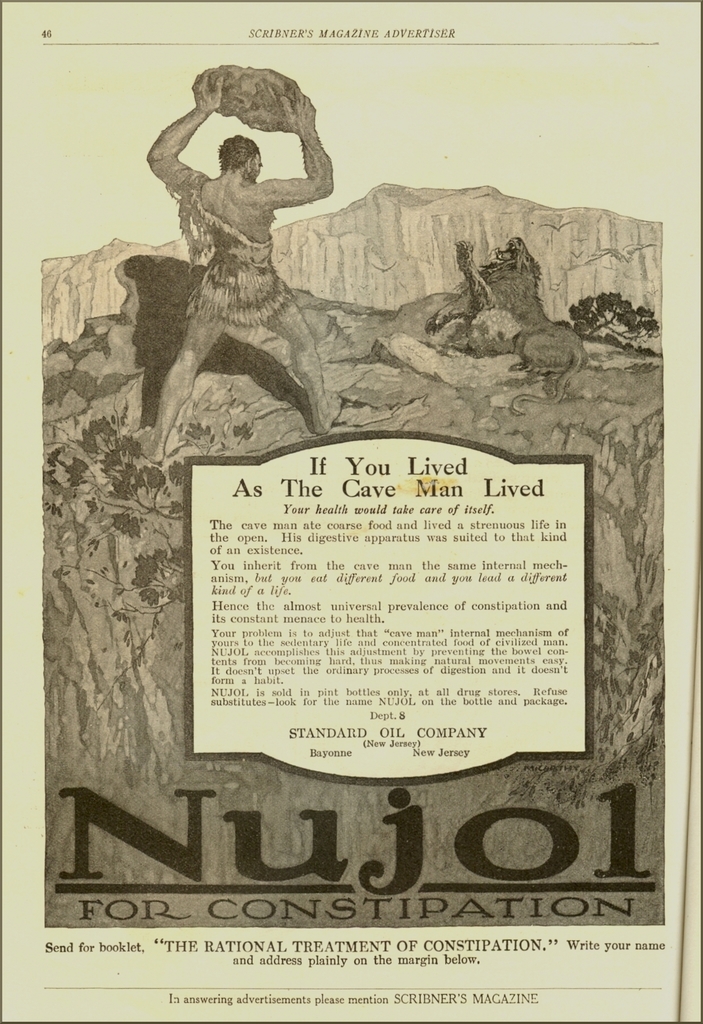 46
SCRIBNER'S MAGAZINE ADVERTISER
If You Lived
As The Cave Man Lived
Your health would take care of itself.
The cave man ate coarse food and lived a strenuous life in
the open. His digestive apparatus was suited to that kind
of an existence.
You inherit from the cave man the same internal mech-
anism, but you eat different food and you lead a different
kind of a life.
Hence the almost universal prevalence of constipation and
its constant menace to health.
Your problem is to adjust that "cave man" internal mechanism of
yours to the sedentary life and concentrated food of civilized man.
NUJOL accomplishes this adjustment by preventing the bowel con-
tents from becoming hard, thus making natural movements easy.
It doesn't upset the ordinary processes of digestion and it doesn't
form a habit.
NUJOL is sold in pint bottles only, at all drug stores. Refuse
substitutes—look for the name NUJOL on the bottle and package.
Dept. 8
STANDARD OIL COMPANY
(New Jersey)
Bayonne New Jersey
Nujol
FOR CONSTIPATION
Send for booklet, "THE RATIONAL TREATMENT OF CONSTIPATION." Write your name
and address plainly on the margin below.
In answering advertisements please mention SCRIBNER'S MAGAZINE